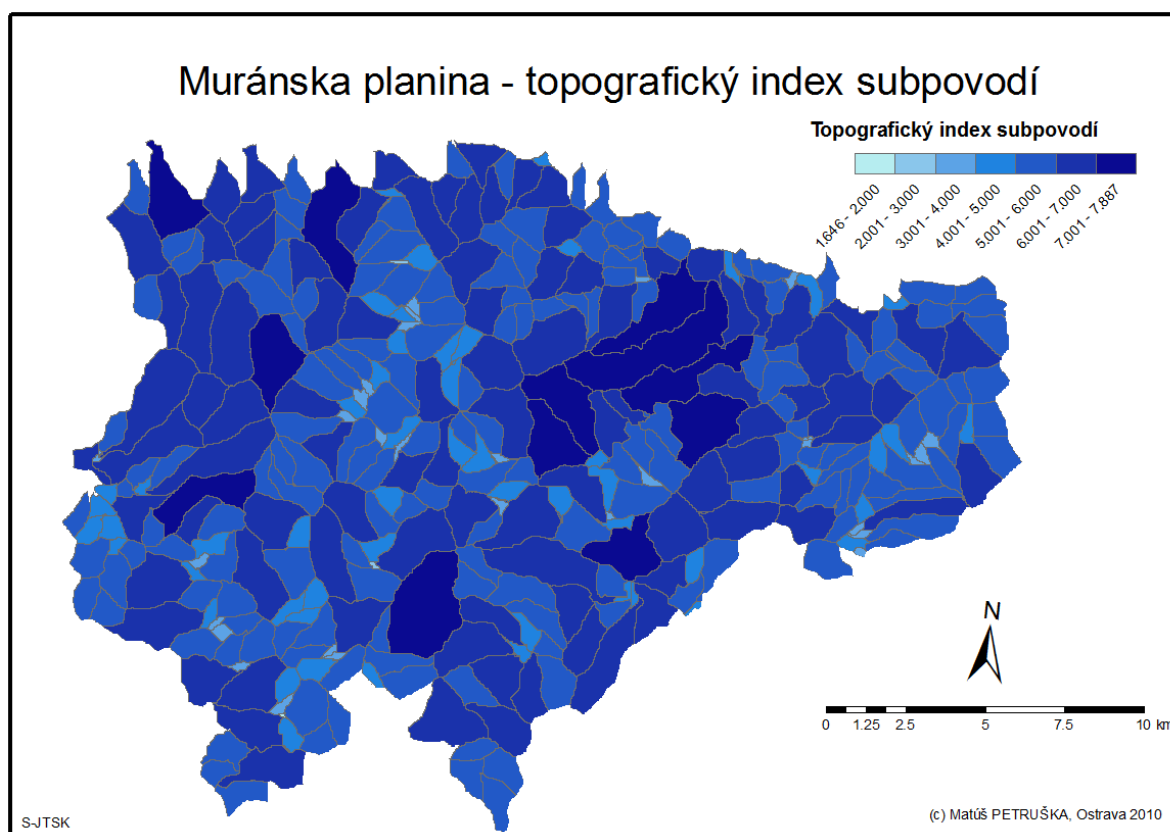 Muránska planina - topografický index subpovodí
Topografický index subpovodí
1.646 - 2.000
2.001 - 3.000
3.001 - 4.000
4.001 - 5.000
5.001 - 6.000
6.001 - 7.000
7.001 - 7.887
N
0 1.25 2.5 5 7.5 10 km
S-JTSK
(c) Matúš PETRUŠKA, Ostrava 2010